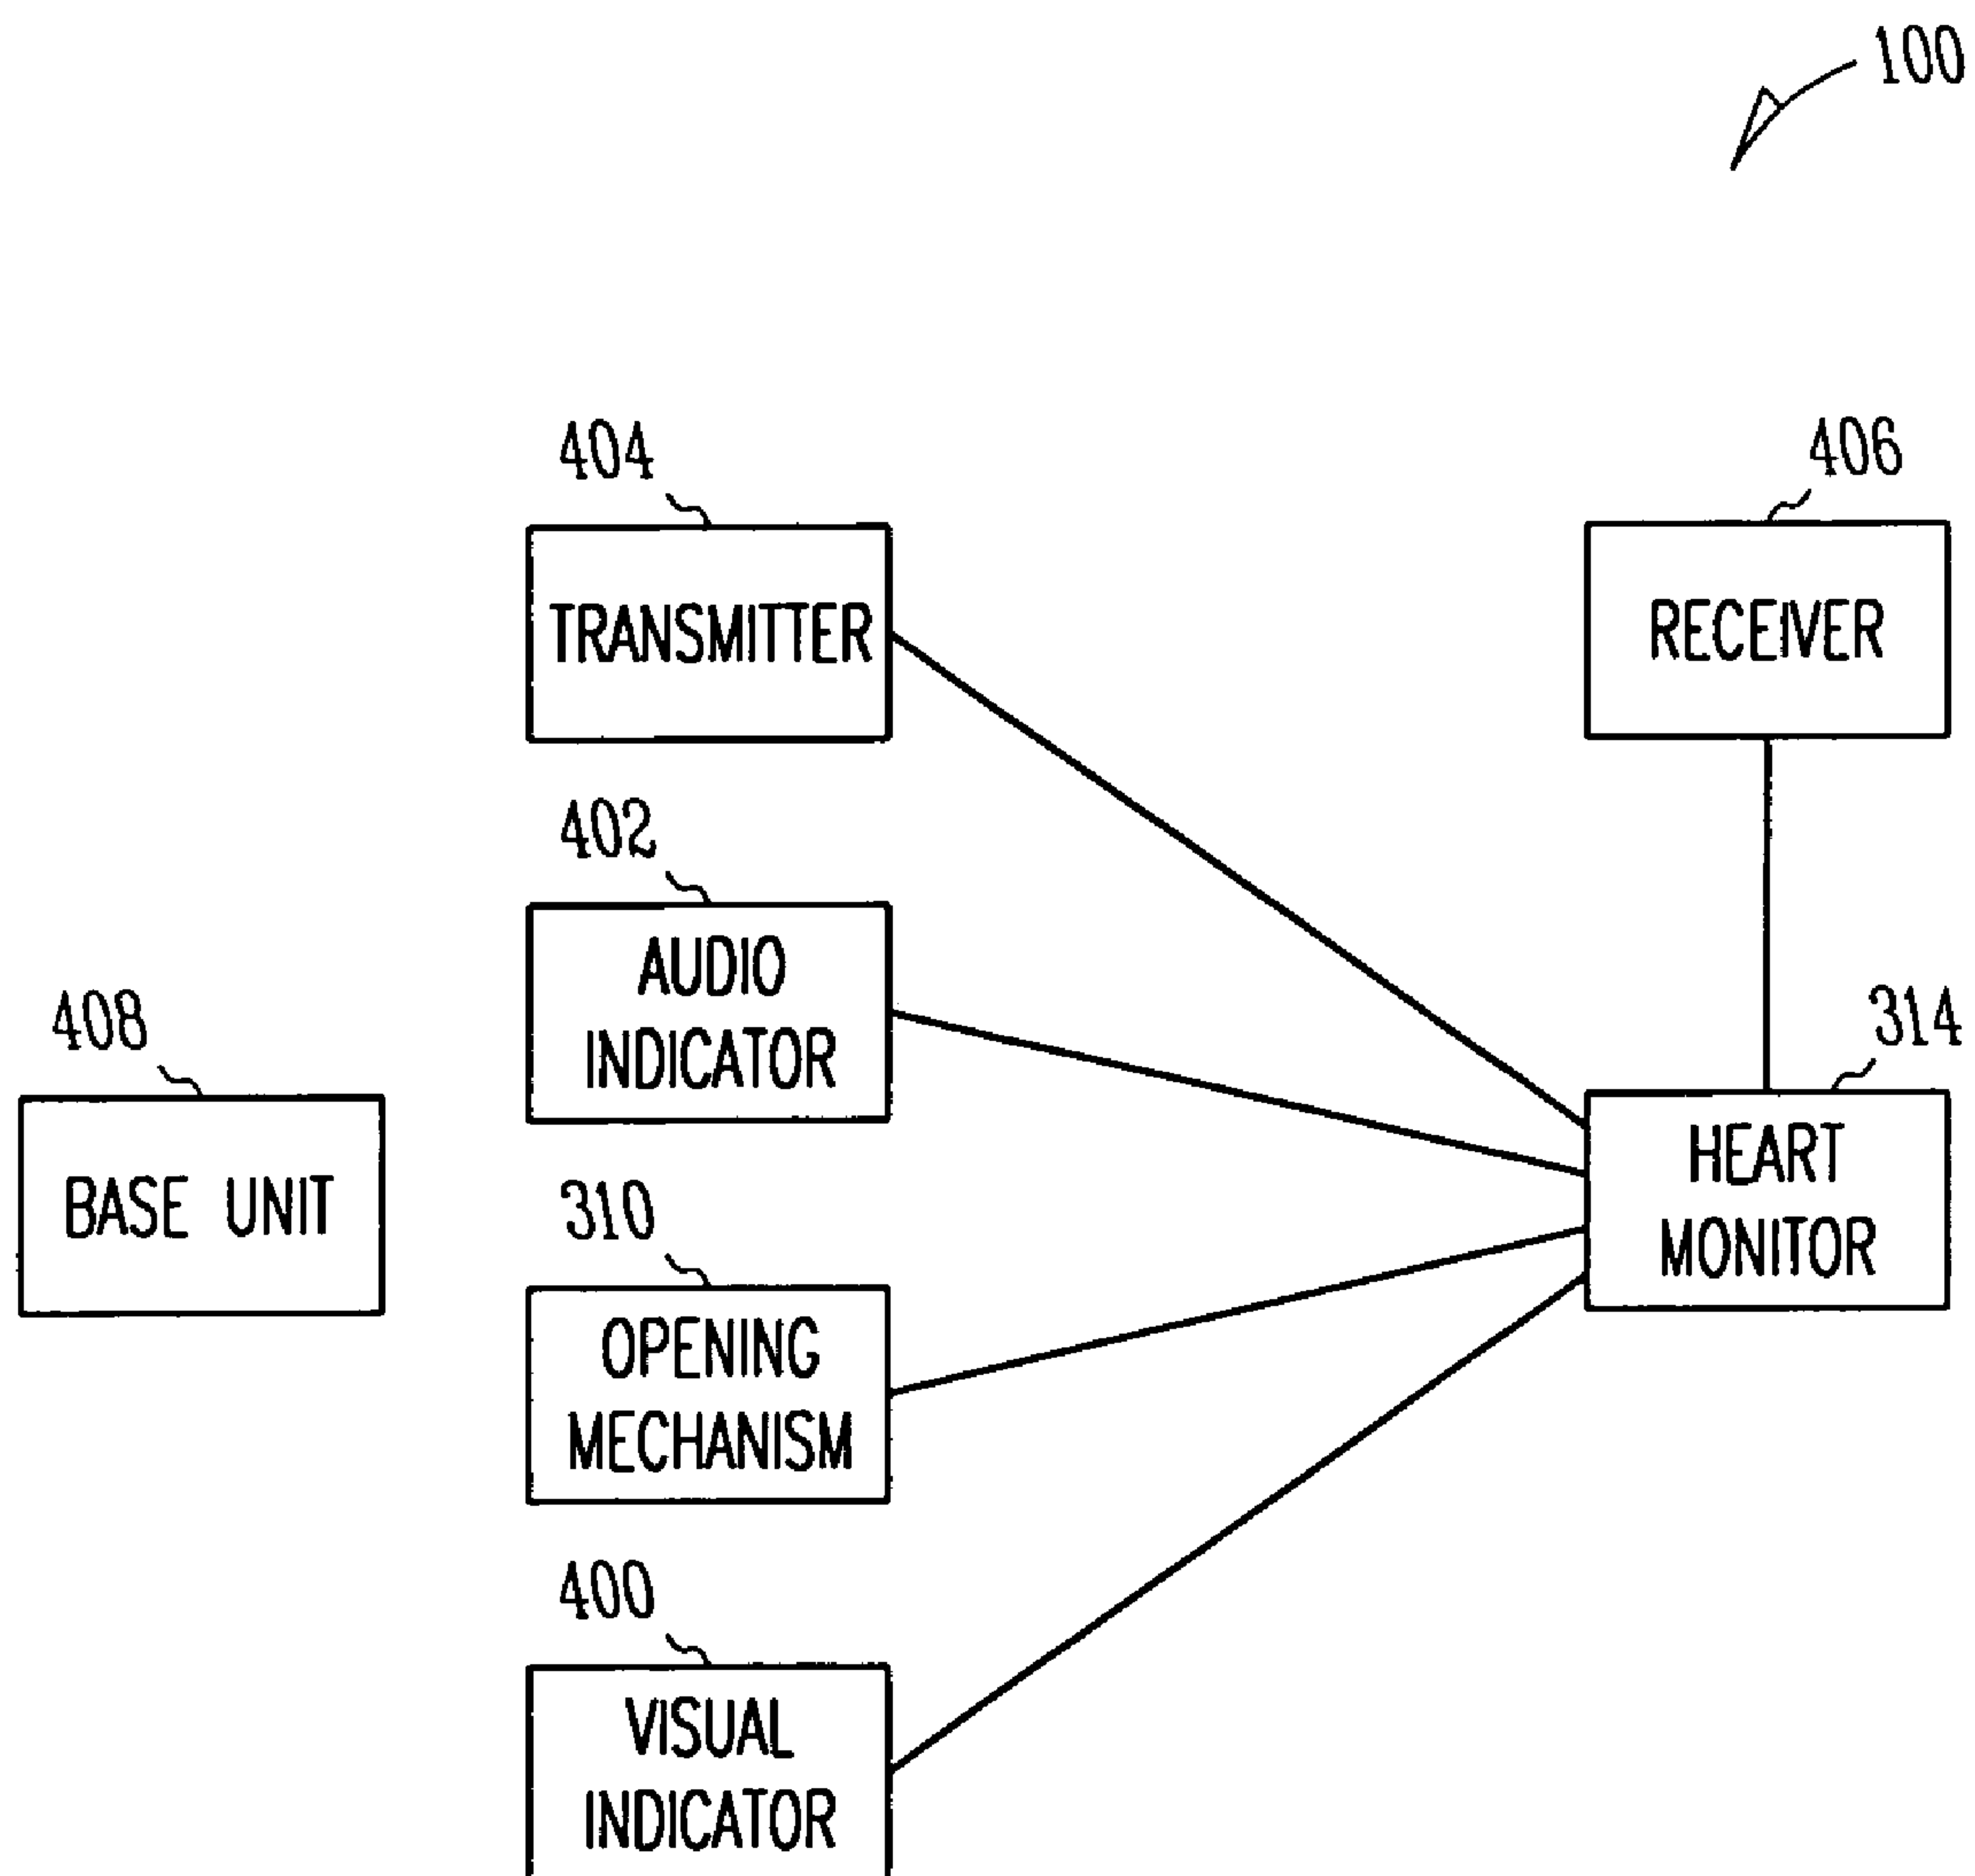 100
404
TRANSMITTER
406
RECEIVER
402
AUDIO
INDICATOR
408
BASE UNIT
314
HEART
MONITOR
310
OPENING
MECHANISM
400
VISUAL
INDICATOR